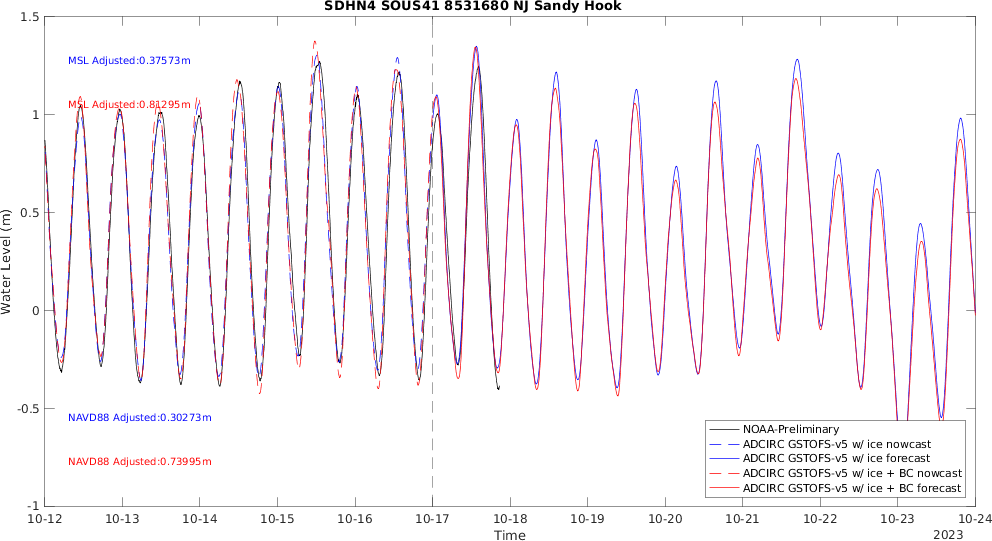 SDHN4 SOUS41 8531680 NJ Sandy Hook
1.5
MSL Adjusted:0.37573m
MSL Adjusted:0.81295m
1
0.5
Water Level (m)
0
-0.5
NAVD88 Adjusted:0.30273m
NAVD88 Adjusted:0.73995m
NOAA-Preliminary
ADCIRC GSTOFS-v5 w/ ice nowcast
ADCIRC GSTOFS-v5 w/ ice forecast
ADCIRC GSTOFS-v5 w/ ice + BC nowcast
ADCIRC GSTOFS-v5 w/ ice + BC forecast
-1
10-12 10-13 10-14 10-15 10-16 10-17 10-18 10-19 10-20 10-21 10-22 10-23 10-24
Time
2023